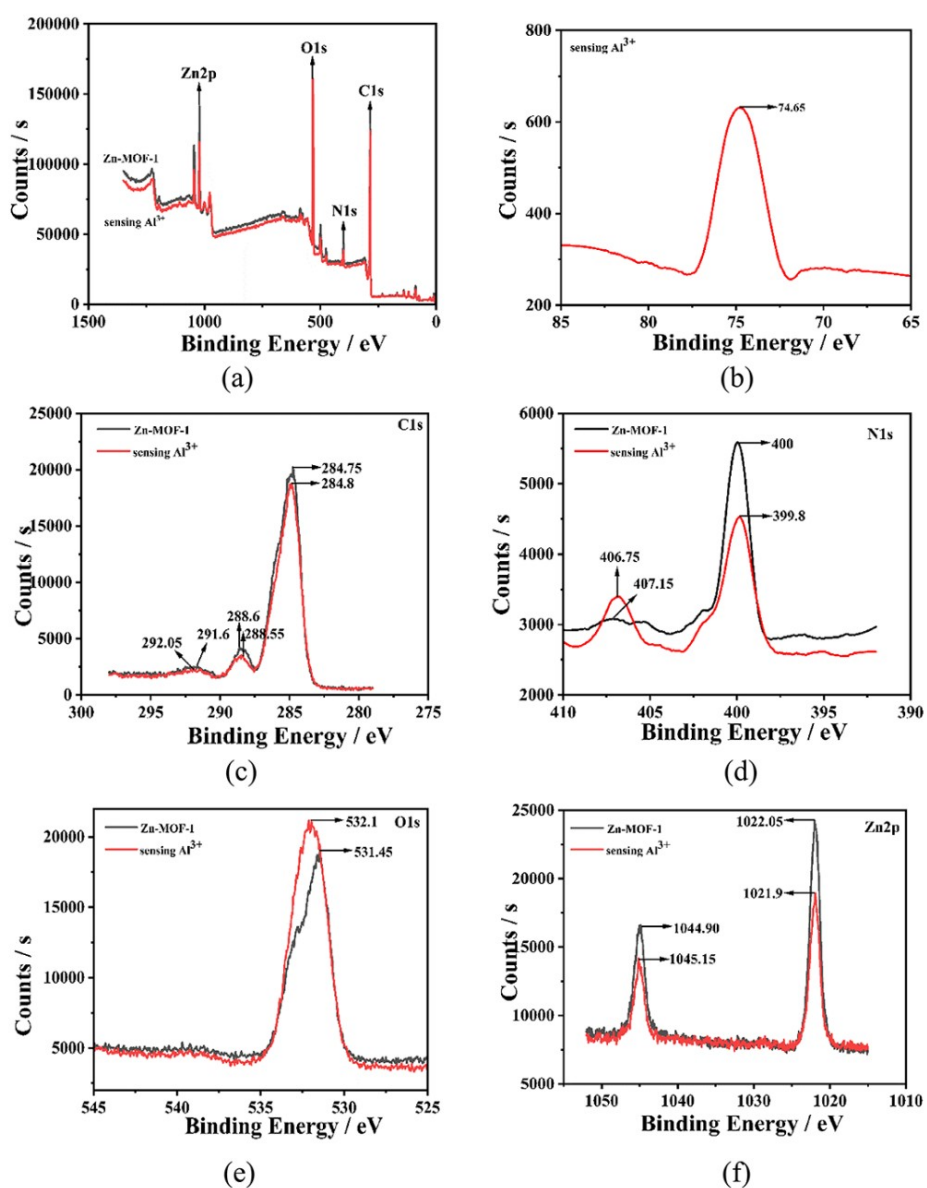 200000
150000
100000
50000
0
Counts / s
O1s
Zn2p
C1s
N1s
Zn-MOF-1
sensing Al³⁺
1500
1000
500
0
Binding Energy / eV
(a)
800
600
400
200
Counts / s
sensing Al³⁺
74.65
85
80
75
70
65
Binding Energy / eV
(b)
25000
20000
15000
10000
5000
0
Counts / s
Zn-MOF-1
sensing Al³⁺
C1s
284.75
284.8
288.6
288.55
292.05
291.6
300
295
290
285
280
275
Binding Energy / eV
(c)
6000
5000
4000
3000
2000
Counts / s
Zn-MOF-1
sensing Al³⁺
N1s
400
399.8
406.75
407.15
410
405
400
395
390
Binding Energy / eV
(d)
20000
15000
10000
5000
Counts / s
Zn-MOF-1
sensing Al³⁺
O1s
532.1
531.45
545
540
535
530
525
Binding Energy / eV
(e)
25000
20000
15000
10000
5000
Counts / s
Zn-MOF-1
sensing Al³⁺
Zn2p
1022.05
1021.9
1044.90
1045.15
1050
1040
1030
1020
1010
Binding Energy / eV
(f)